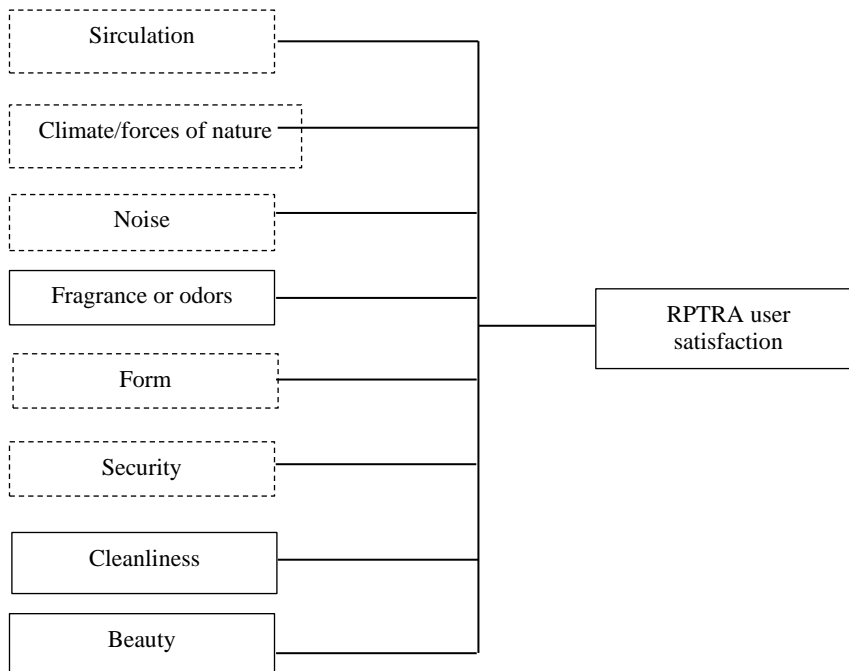 Sirculation
Climate/forces of nature
Noise
Fragrance or odors
Form
Security
Cleanliness
Beauty
RPTRA user
satisfaction